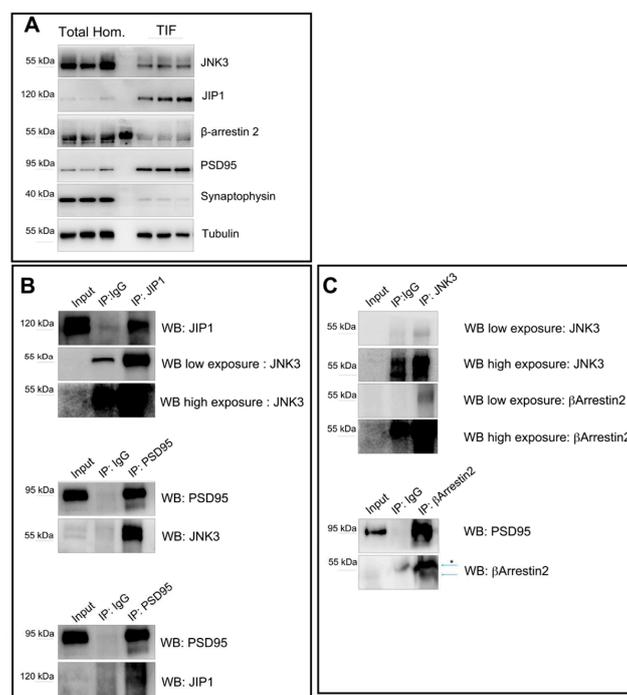 A
Total Hom. TIF
55 kDa JNK3
120 kDa JIP1
55 kDa β-arrestin 2
95 kDa PSD95
40 kDa Synaptophysin
55 kDa Tubulin
B
Input IP:IgG IP: JIP1
120 kDa WB: JIP1
55 kDa WB low exposure : JNK3
55 kDa WB high exposure : JNK3
Input IP: IgG IP: PSD95
95 kDa WB: PSD95
55 kDa WB: JNK3
Input IP: IgG IP: PSD95
95 kDa WB: PSD95
120 kDa WB: JIP1
C
Input IP:IgG IP: JNK3
55 kDa WB low exposure: JNK3
55 kDa WB high exposure: JNK3
55 kDa WB low exposure: βArrestin2
55 kDa WB high exposure: βArrestin2
Input IP: IgG IP: βArrestin2
95 kDa WB: PSD95
55 kDa * WB: βArrestin2